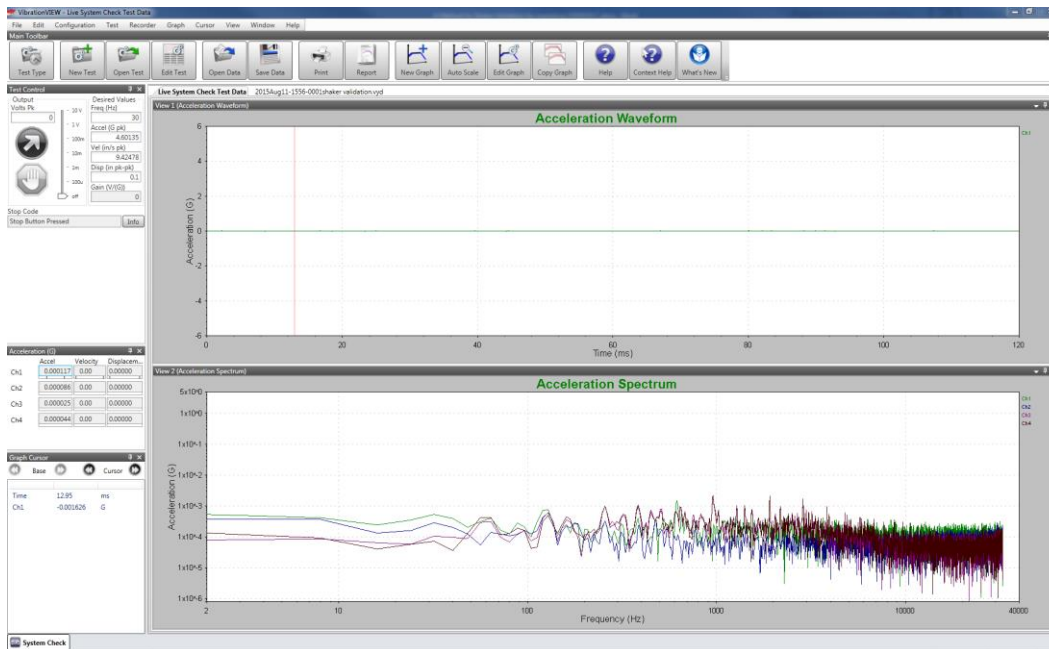 VibrationVIEW - Live System Check Test Data
File Edit Configuration Test Recorder Graph Cursor View Window Help
Main Toolbar
Test Type New Test Open Test Edit Test Open Data Save Data Print Report New Graph Auto Scale Edit Graph Copy Graph Help Context Help What's New
Test Control
Output Desired Values
Volts Pk Freq (Hz)
0 30
Accel (G pk)
4.60135
Vel (in/s pk)
9.42478
Disp (in pk-pk)
0.1
Gain (V/(G))
0
10 V
1 V
100m
10m
1m
100u
off
Stop Code
Stop Button Pressed Info
Acceleration (G)
Accel Velocity Displacem...
Ch1 0.000117 0.00 0.00000
Ch2 0.000086 0.00 0.00000
Ch3 0.000025 0.00 0.00000
Ch4 0.000044 0.00 0.00000
Graph Cursor
Base Cursor
Time 12.95 ms
Ch1 -0.001626 G
System Check
Live System Check Test Data 2015Aug11-1556-0001shaker validation.vyd
View 1 (Acceleration Waveform)
Acceleration Waveform
Ch1
Acceleration (G)
6
4
2
0
-2
-4
-6
0 20 40 60 80 100 120
Time (ms)
View 2 (Acceleration Spectrum)
Acceleration Spectrum
Ch1
Ch2
Ch3
Ch4
Acceleration (G)
5x10^0
1x10^0
1x10^-1
1x10^-2
1x10^-3
1x10^-4
1x10^-5
1x10^-6
2 10 100 1000 10000 40000
Frequency (Hz)